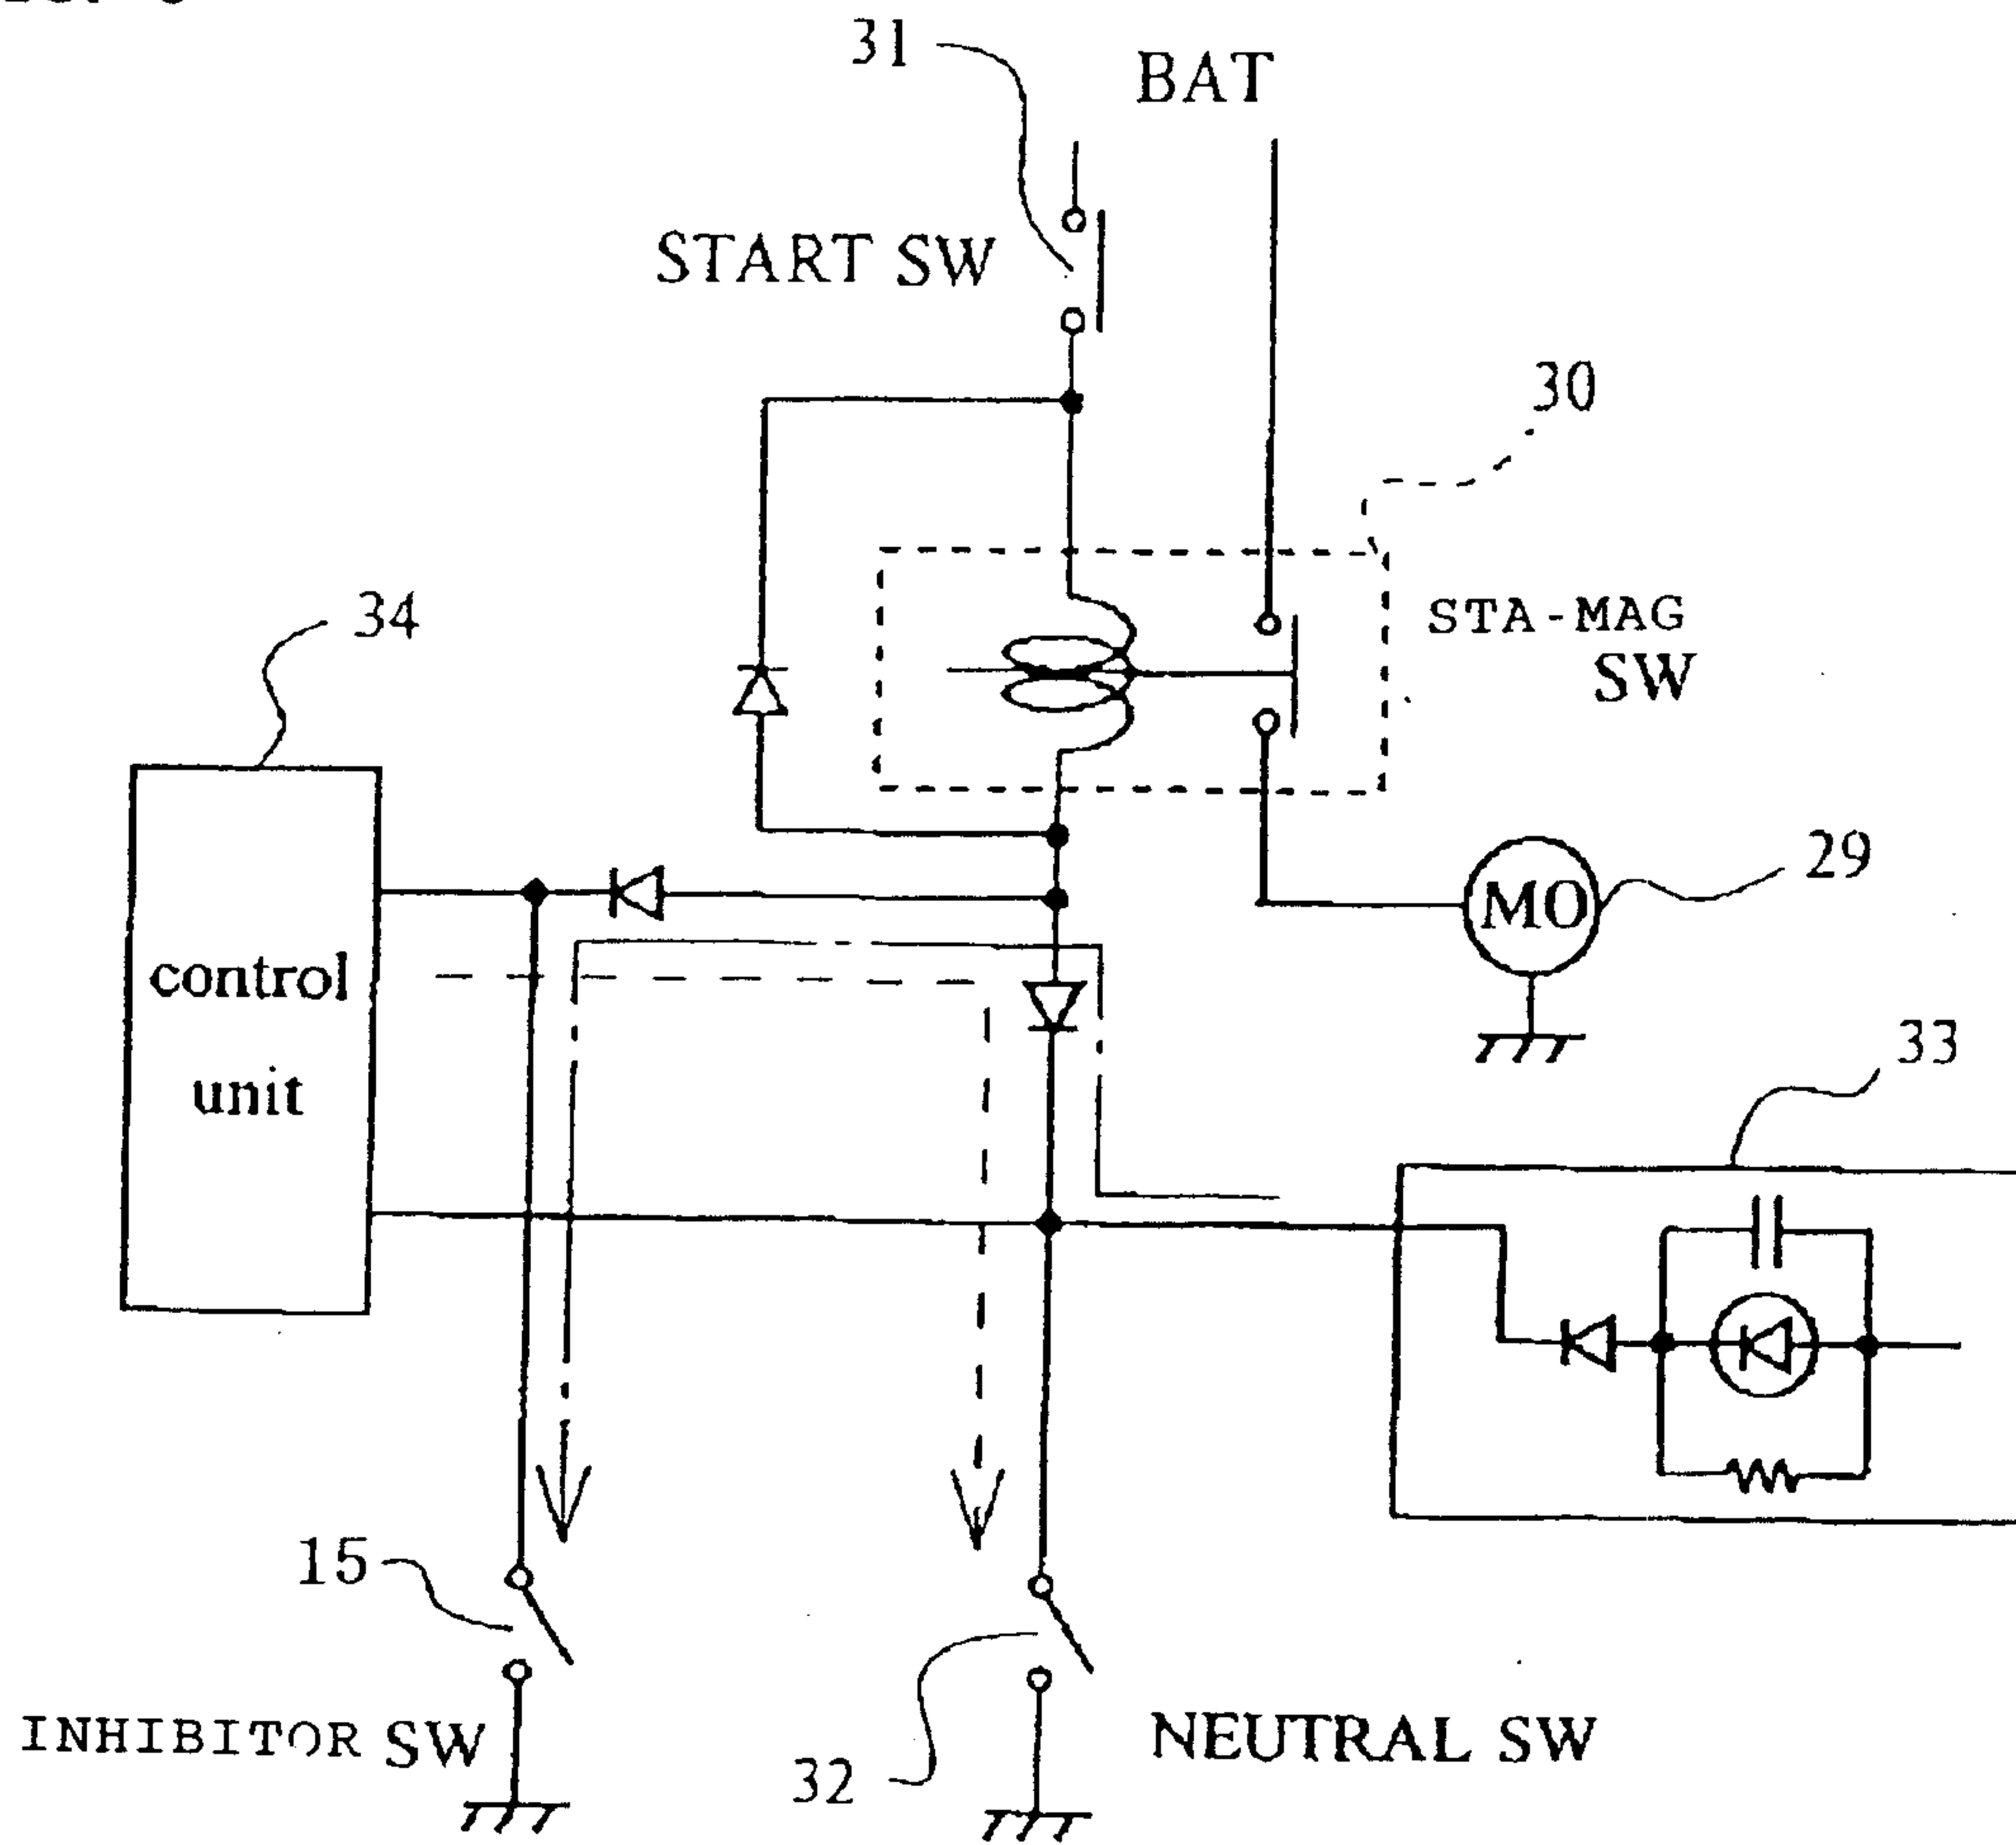 31
BAT
START SW
30
34
STA-MAG
SW
29
MO
control
unit
33
15
INHIBITOR SW
32
NEUTRAL SW